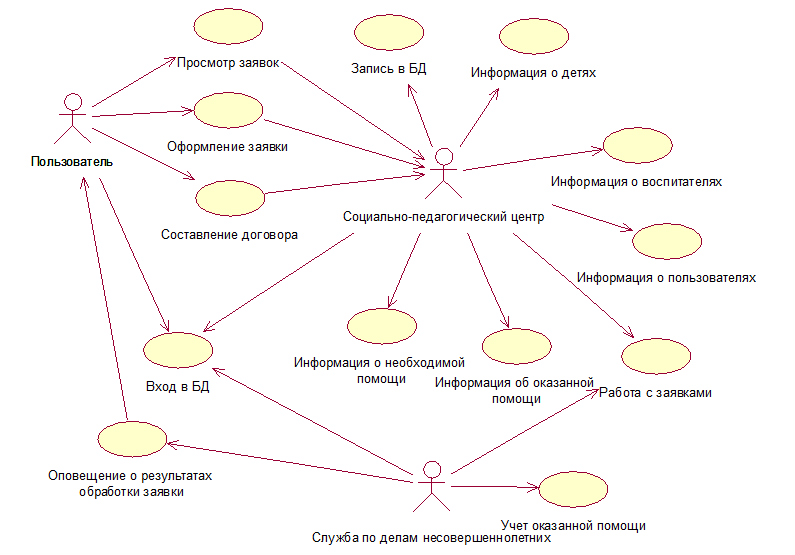 Просмотр заявок
Запись в БД
Информация о детях
Оформление заявки
Пользователь
Информация о воспитателях
Социально-педагогический центр
Составление договора
Информация о пользователях
Информация о необходимой
помощи
Информация об оказанной
помощи
Вход в БД
Работа с заявками
Оповещение о результатах
обработки заявки
Учет оказанной помощи
Служба по делам несовершеннолетних